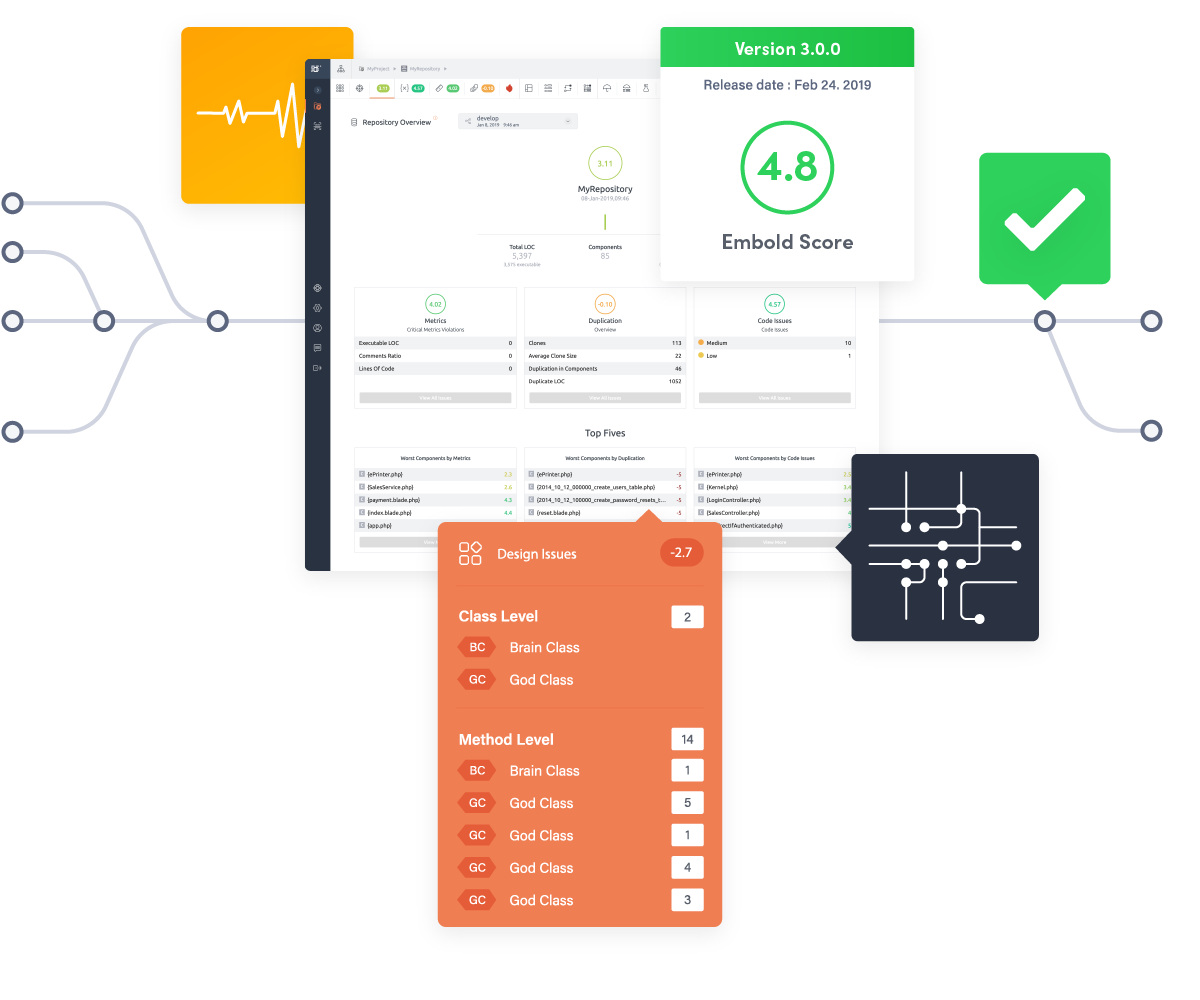 Version 3.0.0
Release date : Feb 24. 2019
4.8
Embold Score
MyProject > MyRepository >
3.11
4.57
4.02
-0.10
Repository Overview
develop
Jan 8, 2019 9:46 am
3.11
MyRepository
08-Jan-2019,09:46
Total LOC
5,397
3,575 executable
Components
85
4.02
Metrics
Critical Metrics Violations
Executable LOC 0
Comments Ratio 0
Lines Of Code 0
View All Issues
-0.10
Duplication
Overview
Clones 113
Average Clone Size 22
Duplication in Components 46
Duplicate LOC 1052
View All Issues
4.57
Code Issues
Code Issues
Medium 10
Low 1
View All Issues
Top Fives
Worst Components by Metrics
{ePrinter.php} 2.3
{SalesService.php} 2.6
{payment.blade.php} 4.3
{index.blade.php} 4.4
{app.php}
Worst Components by Duplication
{ePrinter.php} -5
{2014_10_12_000000_create_users_table.php} -5
{2014_10_12_100000_create_password_resets_t... -5
{reset.blade.php} -5
Worst Components by Code Issues
{ePrinter.php}
{Kernel.php} 3.4
{LoginController.php} 3.4
{SalesController.php} 4
rectIfAuthenticated.php} 5
View More
Design Issues -2.7
Class Level 2
BC Brain Class
GC God Class
Method Level 14
BC Brain Class 1
GC God Class 5
GC God Class 1
GC God Class 4
GC God Class 3